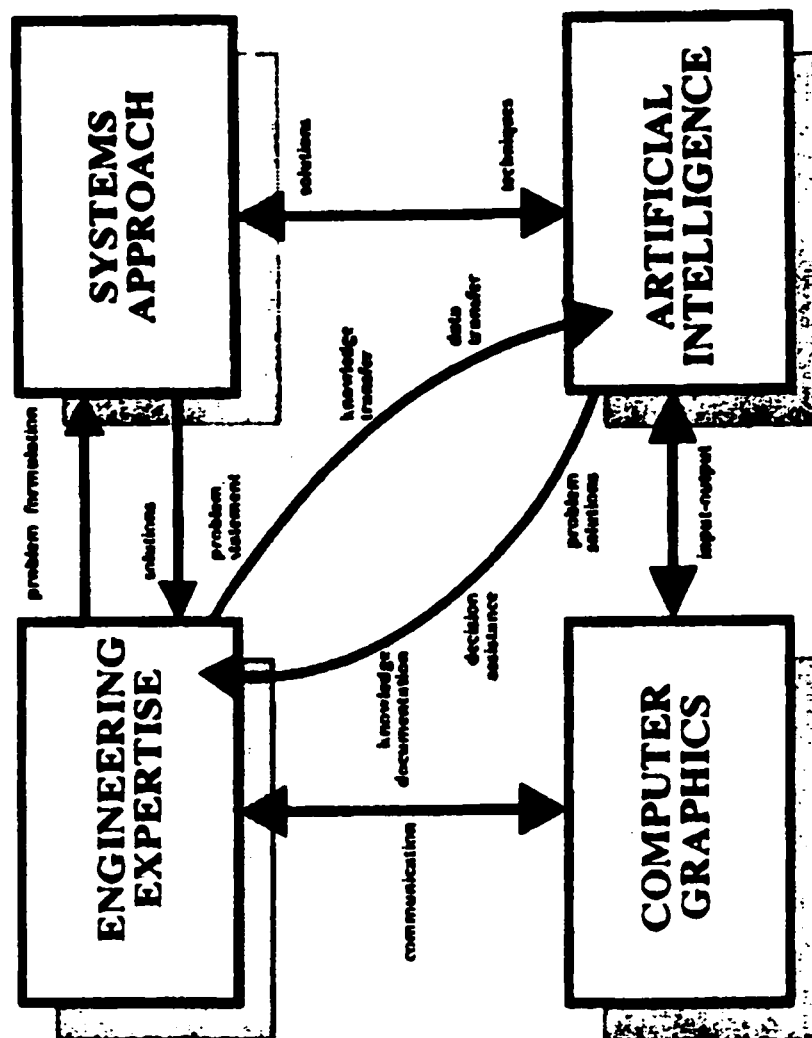 ENGINEERING
EXPERTISE
problem formulation
solutions
SYSTEMS
APPROACH
problem
statement
knowledge
transfer
data
transfer
solutions
techniques
communication
knowledge
documentation
decision
assistance
problem
solutions
COMPUTER
GRAPHICS
input-output
ARTIFICIAL
INTELLIGENCE